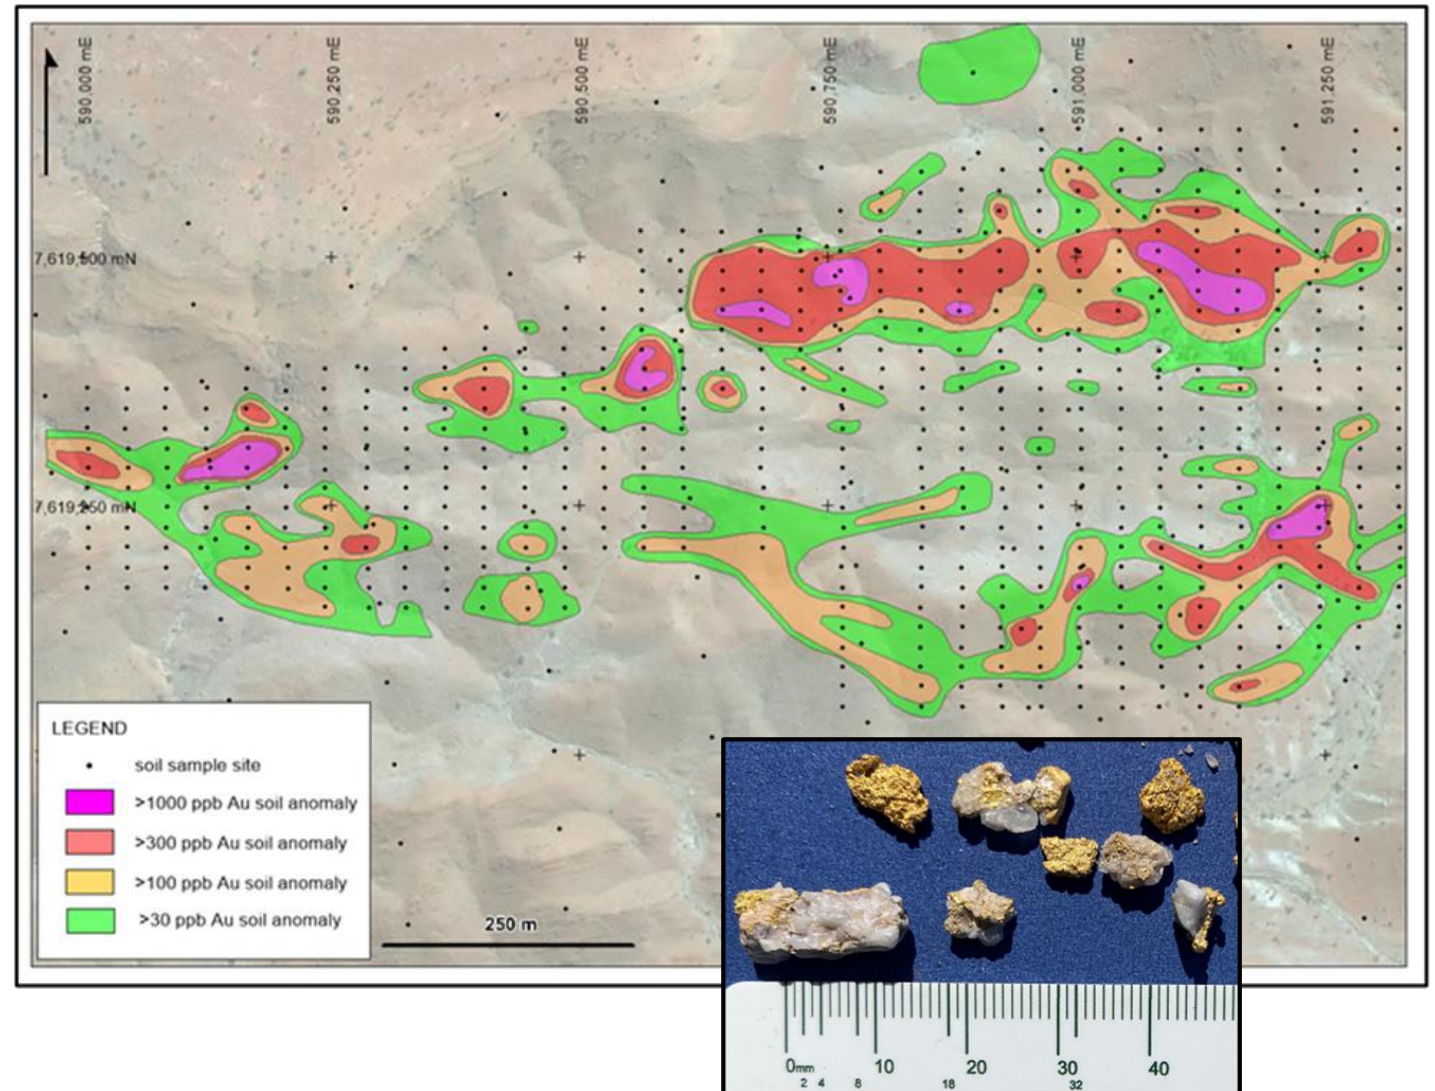 590,000 mE
590,250 mE
590,500 mE
590,750 mE
591,000 mE
591,250 mE
7,619,500 mN
7,619,250 mN
LEGEND
soil sample site
>1000 ppb Au soil anomaly
>300 ppb Au soil anomaly
>100 ppb Au soil anomaly
>30 ppb Au soil anomaly
250 m
0mm 10 20 30 40
2 4 8 18 32